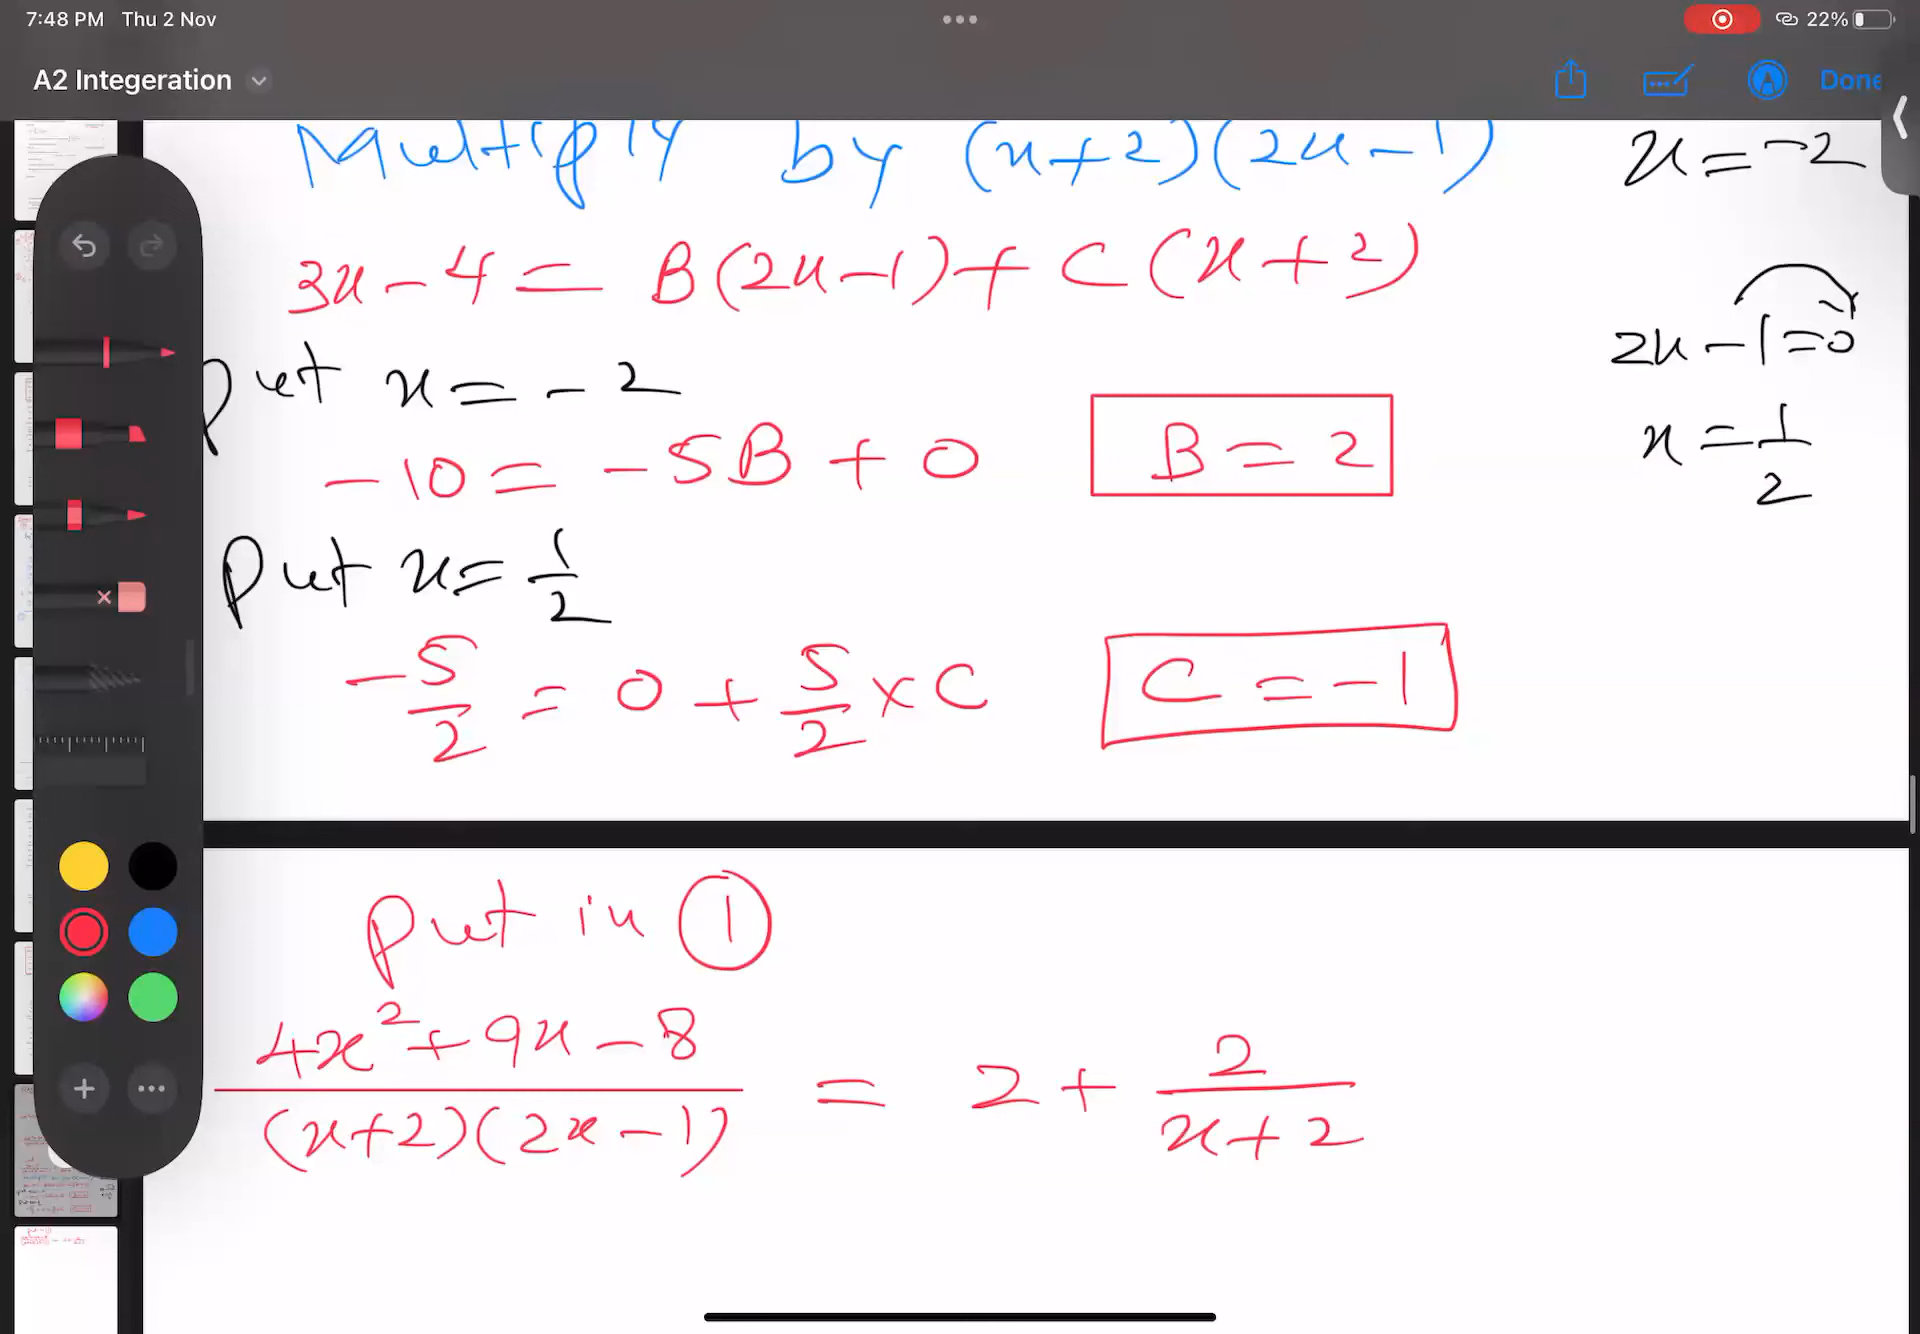 7:48 PM Thu 2 Nov
22%
A2 Integeration
Done
Multiply by (x+2)(2x-1)
x=-2
3x-4= B(2x-1)+ C(x+2)
2x-1=0
Put x=-2
x=1/2
-10=-5B+0
B=2
Put x=1/2
-5/2=0+5/2×C
C=-1
Put in ①
(4x²+9x-8)/((x+2)(2x-1)) = 2+2/(x+2)